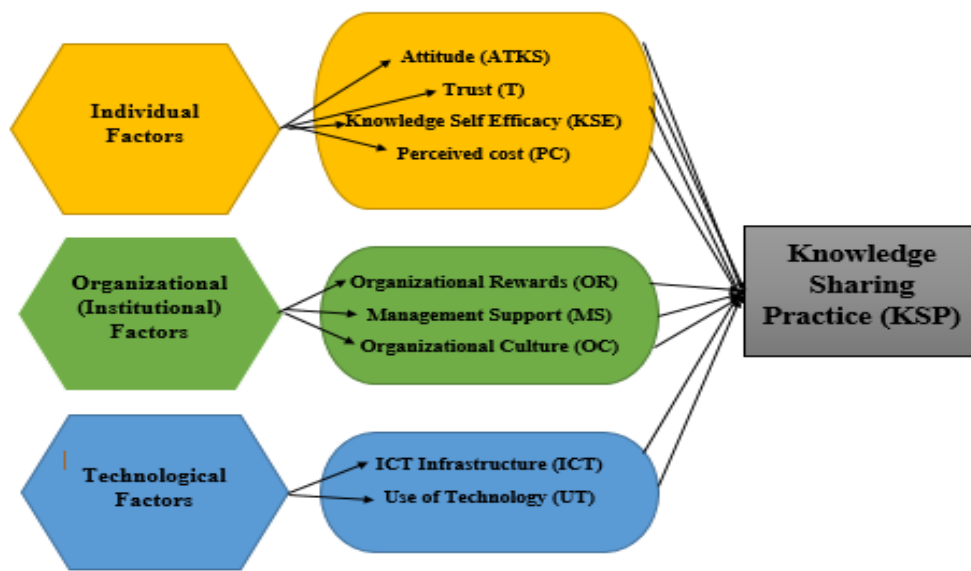 Individual
Factors
Attitude (ATKS)
Trust (T)
Knowledge Self Efficacy (KSE)
Perceived cost (PC)
Organizational
(Institutional)
Factors
Organizational Rewards (OR)
Management Support (MS)
Organizational Culture (OC)
Technological
Factors
ICT Infrastructure (ICT)
Use of Technology (UT)
Knowledge
Sharing
Practice (KSP)